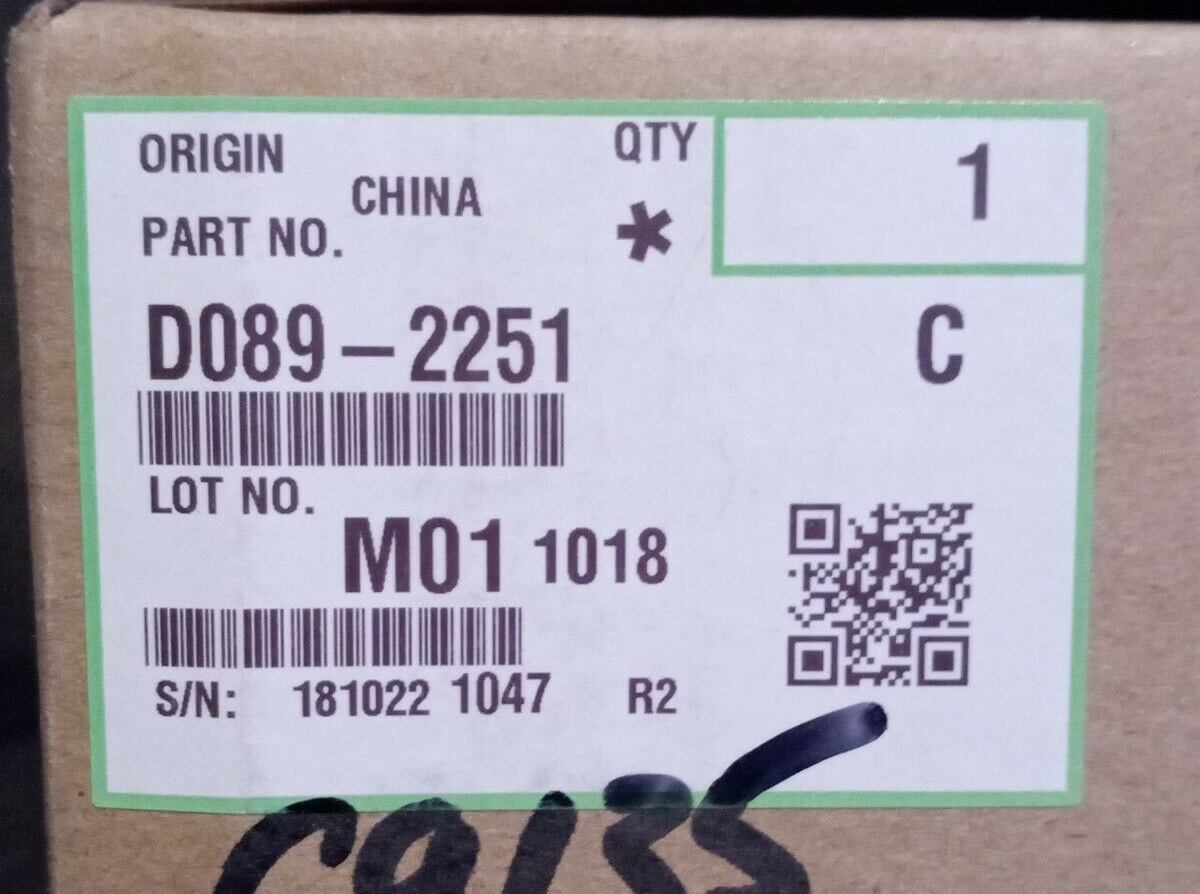 ORIGIN
CHINA
QTY
1
PART NO.
*
D089-2251
C
LOT NO.
M01 1018
S/N: 181022 1047 R2